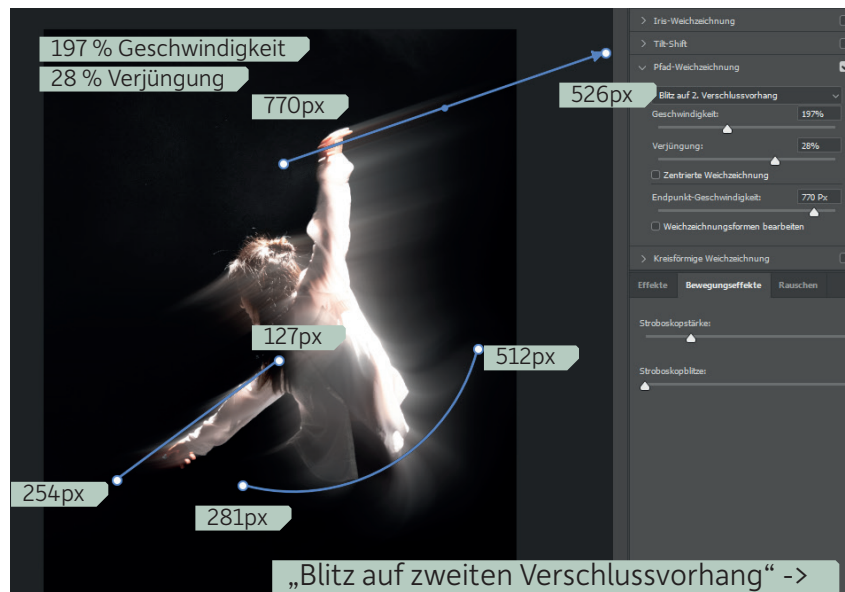 197 % Geschwindigkeit
28 % Verjüngung
770px
526px
127px
512px
254px
281px
„Blitz auf zweiten Verschlussvorhang“ ->
Iris-Weichzeichnung
Tilt-Shift
Pfad-Weichzeichnung
Blitz auf 2. Verschlussvorhang
Geschwindigkeit: 197%
Verjüngung: 28%
Zentrierte Weichzeichnung
Endpunkt-Geschwindigkeit: 770 Px
Weichzeichnungsformen bearbeiten
Kreisförmige Weichzeichnung
Effekte Bewegungseffekte Rauschen
Stroboskopstärke:
Stroboskopblitze: